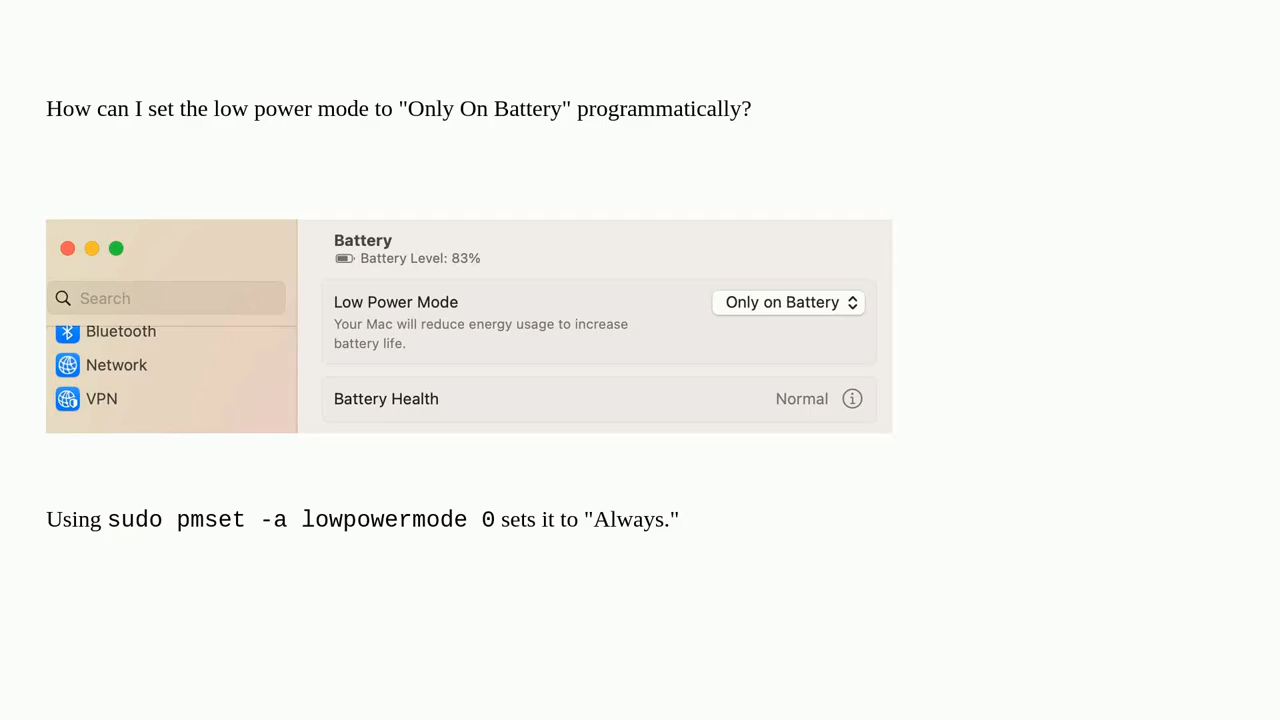 How can I set the low power mode to "Only On Battery" programmatically?
Battery
Battery Level: 83%
Search
Low Power Mode
Only on Battery
Your Mac will reduce energy usage to increase
battery life.
Bluetooth
Network
VPN
Battery Health
Normal
Using sudo pmset -a lowpowermode 0 sets it to "Always."